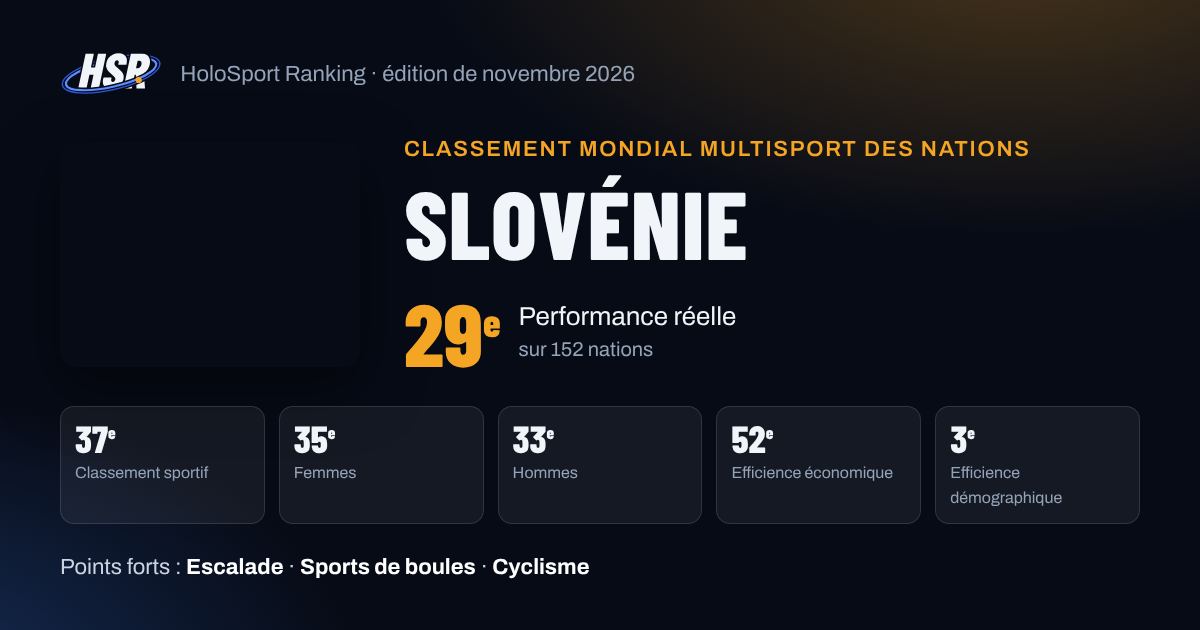 HSR
HoloSport Ranking · édition de novembre 2026
CLASSEMENT MONDIAL MULTISPORT DES NATIONS
SLOVÉNIE
29e Performance réelle
sur 152 nations
37e
Classement sportif
35e
Femmes
33e
Hommes
52e
Efficience économique
3e
Efficience
démographique
Points forts : Escalade · Sports de boules · Cyclisme